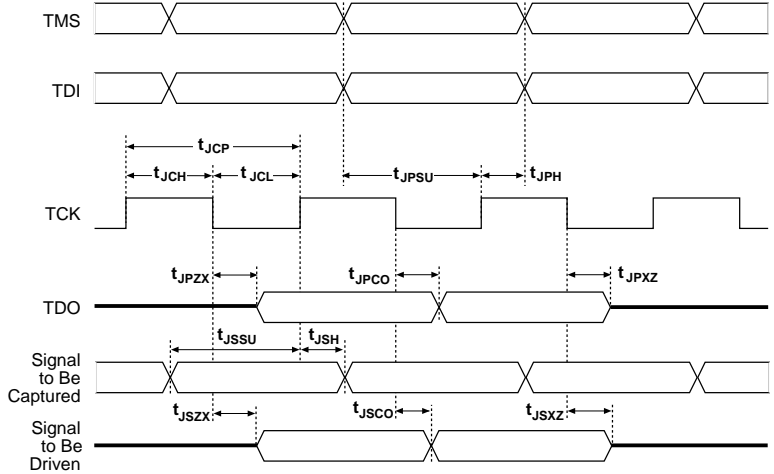 TMS
TDI
tJCP
tJCH
tJCL
tJPSU
tJPH
TCK
tJPZX
tJPCO
tJPXZ
TDO
tJSSU
tJSH
Signal
to Be
Captured
tJSZX
tJSCO
tJSXZ
Signal
to Be
Driven